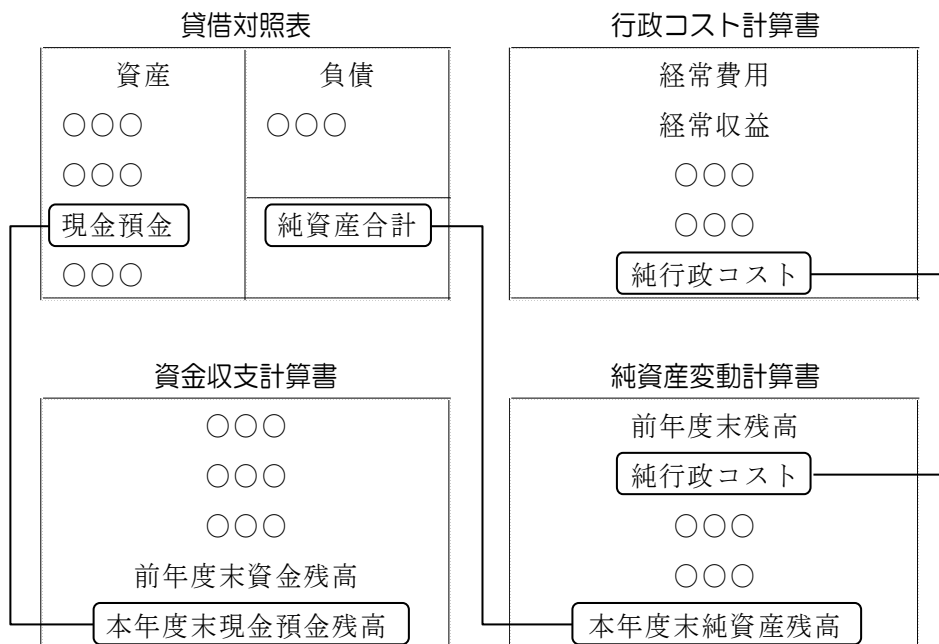 貸借対照表
資産
○○○
○○○
現金預金
○○○
負債
○○○
純資産合計
行政コスト計算書
経常費用
経常収益
○○○
○○○
純行政コスト
資金収支計算書
○○○
○○○
○○○
前年度末資金残高
本年度末現金預金残高
純資産変動計算書
前年度末残高
純行政コスト
○○○
○○○
本年度末純資産残高